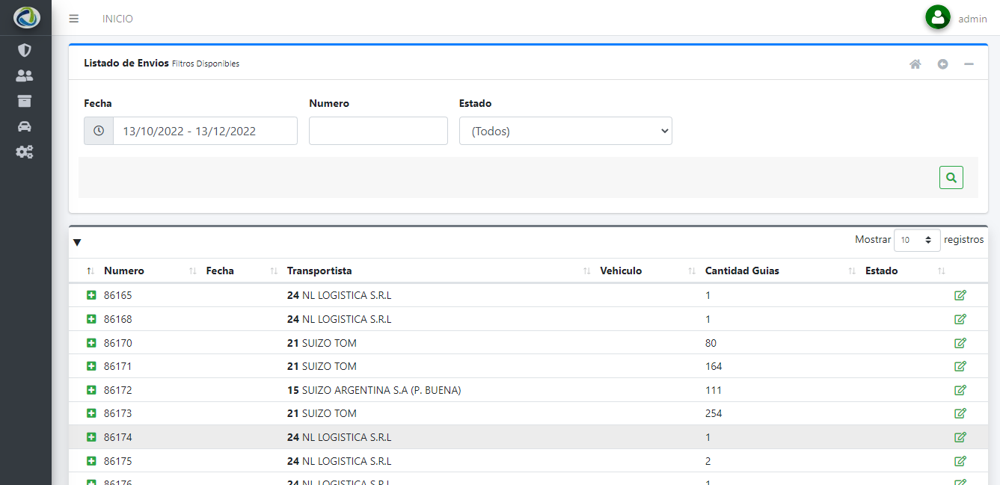 INICIO
admin
Listado de Envios Filtros Disponibles
Fecha Numero Estado
13/10/2022 - 13/12/2022 (Todos)
Mostrar 10 registros
Numero Fecha Transportista Vehiculo Cantidad Guias Estado
86165 24 NL LOGISTICA S.R.L 1
86168 24 NL LOGISTICA S.R.L 1
86170 21 SUIZO TOM 80
86171 21 SUIZO TOM 164
86172 15 SUIZO ARGENTINA S.A (P. BUENA) 111
86173 21 SUIZO TOM 254
86174 24 NL LOGISTICA S.R.L 1
86175 24 NL LOGISTICA S.R.L 2
86176 24 NL LOGISTICA S.R.L 1